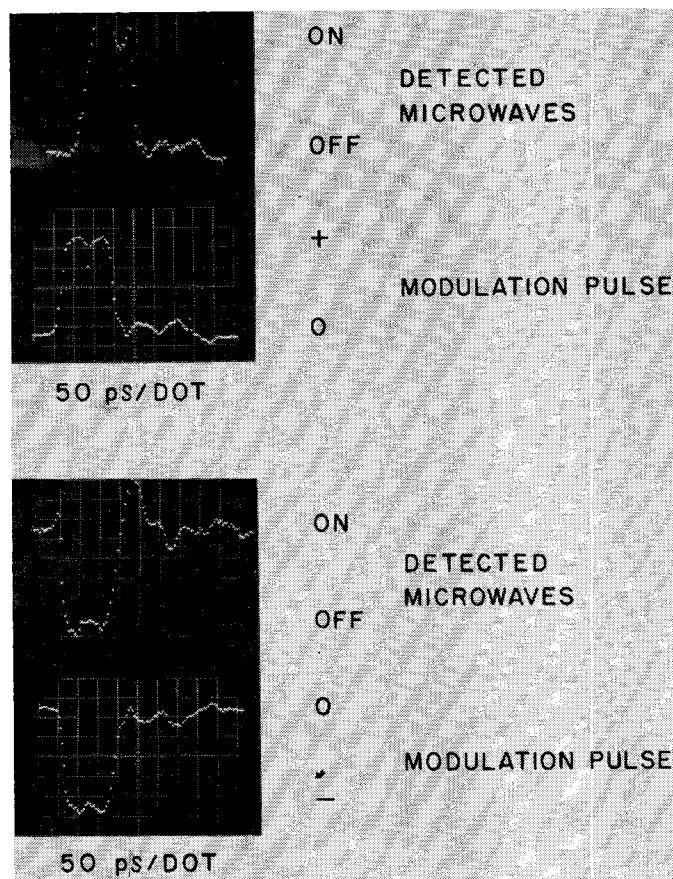 ON
DETECTED
MICROWAVES
OFF
+
MODULATION PULSE
O
50 pS/DOT
ON
DETECTED
MICROWAVES
OFF
O
MODULATION PULSE
−
50 pS/DOT